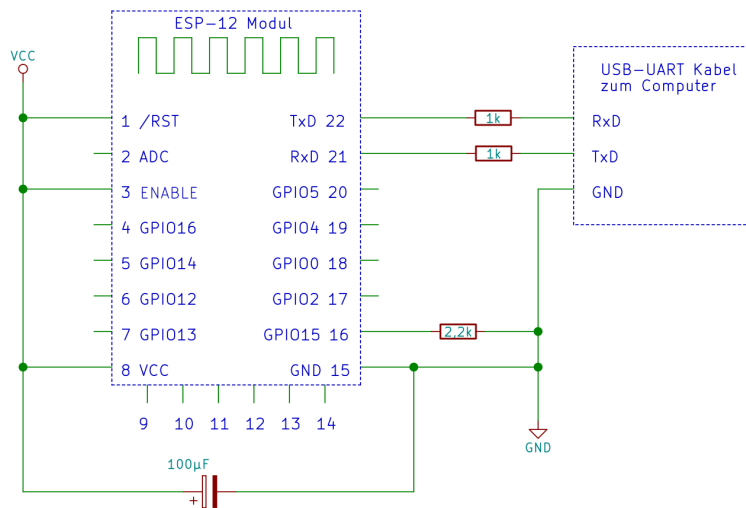 ESP-12 Modul
VCC
USB-UART Kabel
zum Computer
1 /RST
TxD 22
1k
RxD
2 ADC
RxD 21
1k
TxD
3 ENABLE
GPIO5 20
GND
4 GPIO16
GPIO4 19
5 GPIO14
GPIO0 18
6 GPIO12
GPIO2 17
7 GPIO13
GPIO15 16
2,2k
8 VCC
GND 15
9 10 11 12 13 14
GND
100µF
+